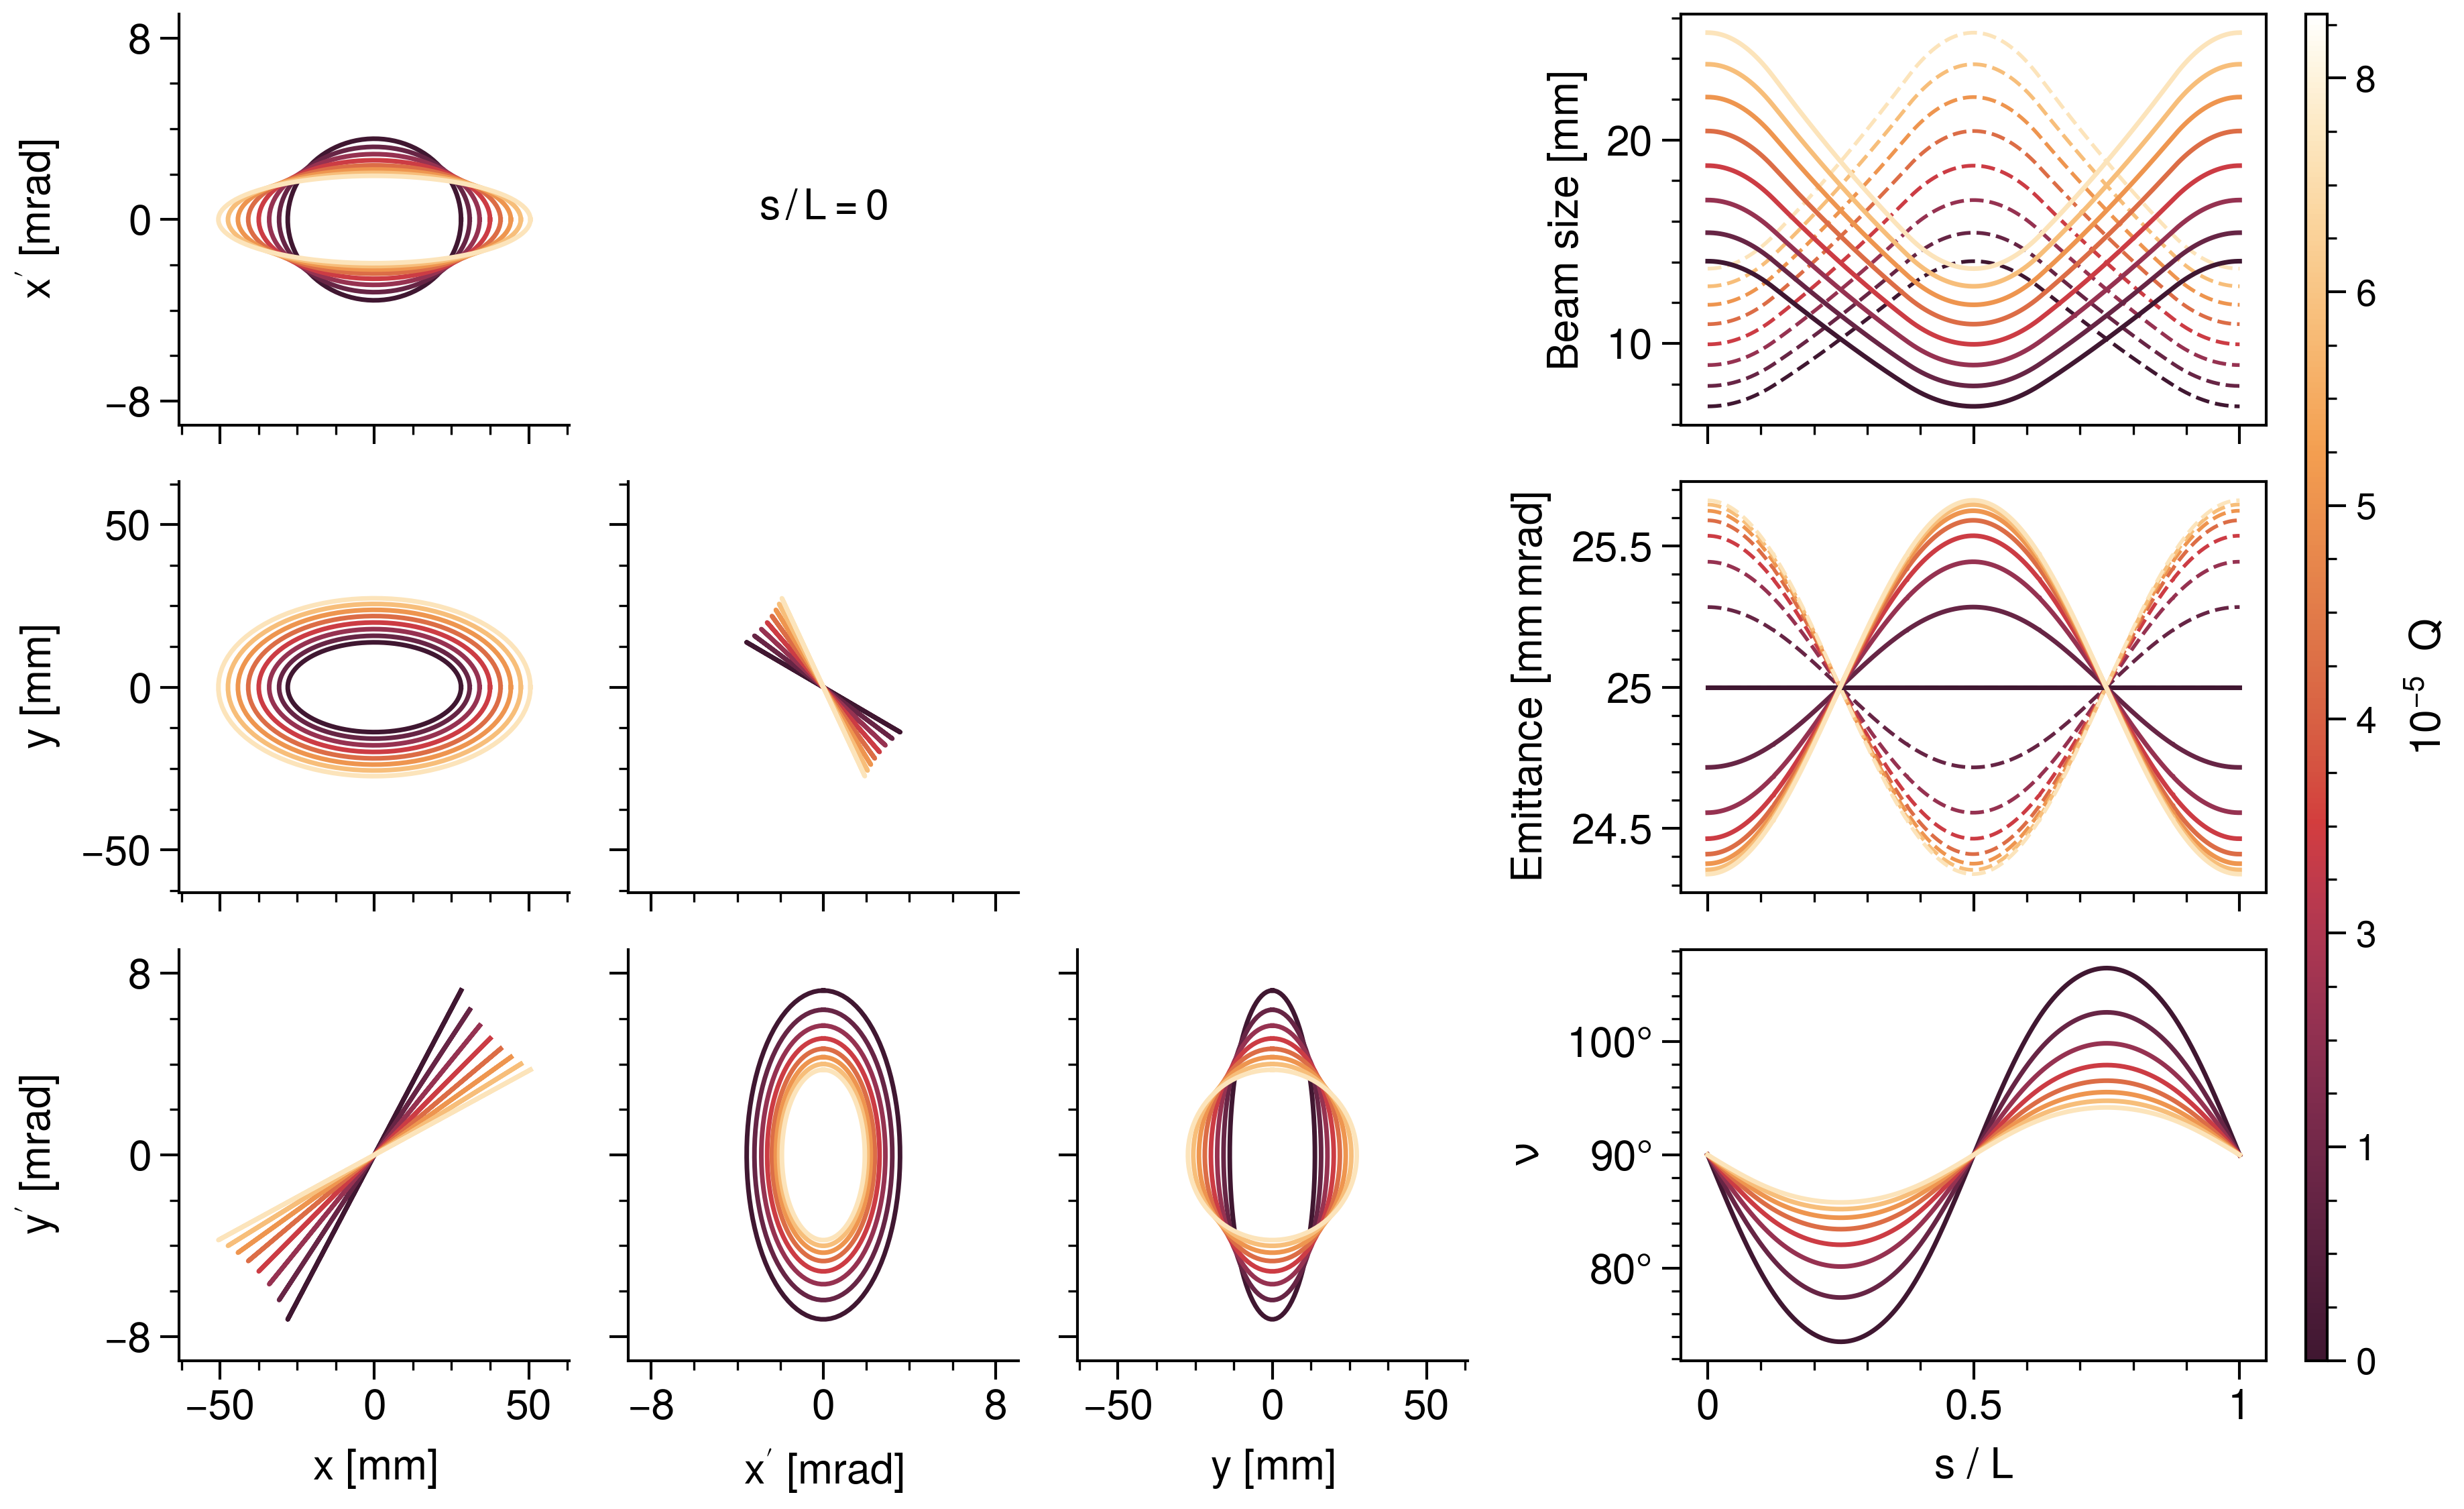 8
0
−8
x′ [mrad]
s / L = 0
20
10
Beam size [mm]
50
0
−50
y [mm]
25.5
25
24.5
Emittance [mm mrad]
8
0
−8
y′ [mrad]
−50 0 50
x [mm]
−8 0 8
x′ [mrad]
−50 0 50
y [mm]
100°
90°
80°
ν
0 0.5 1
s / L
8
6
5
4
3
1
0
10⁻⁵ Q